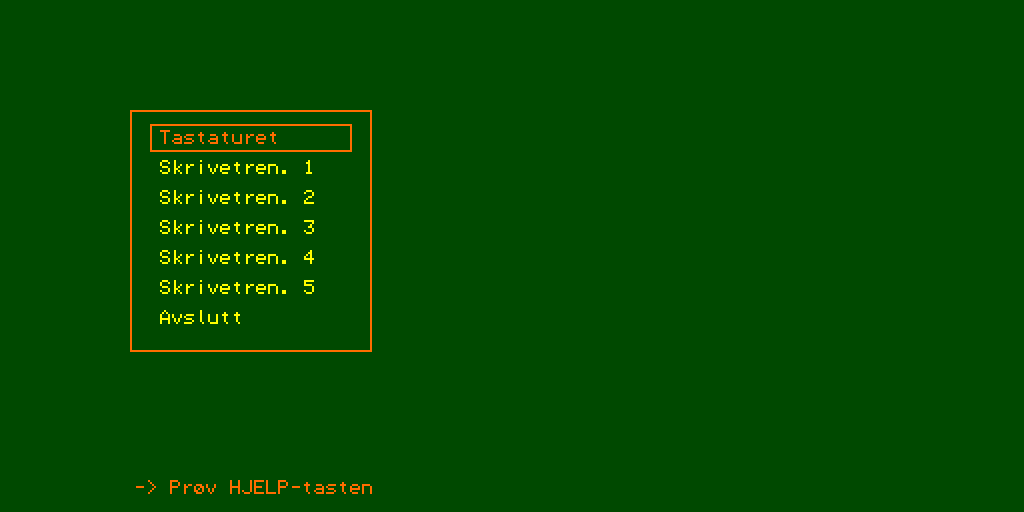 Tastaturet
Skrivetren. 1
Skrivetren. 2
Skrivetren. 3
Skrivetren. 4
Skrivetren. 5
Avslutt
-> Prøv HJELP-tasten